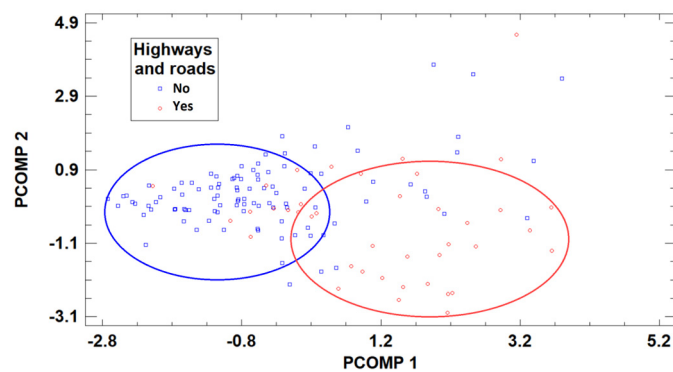 4.9
2.9
0.9
-1.1
-3.1
PCOMP 2
Highways
and roads
No
Yes
-2.8 -0.8 1.2 3.2 5.2
PCOMP 1